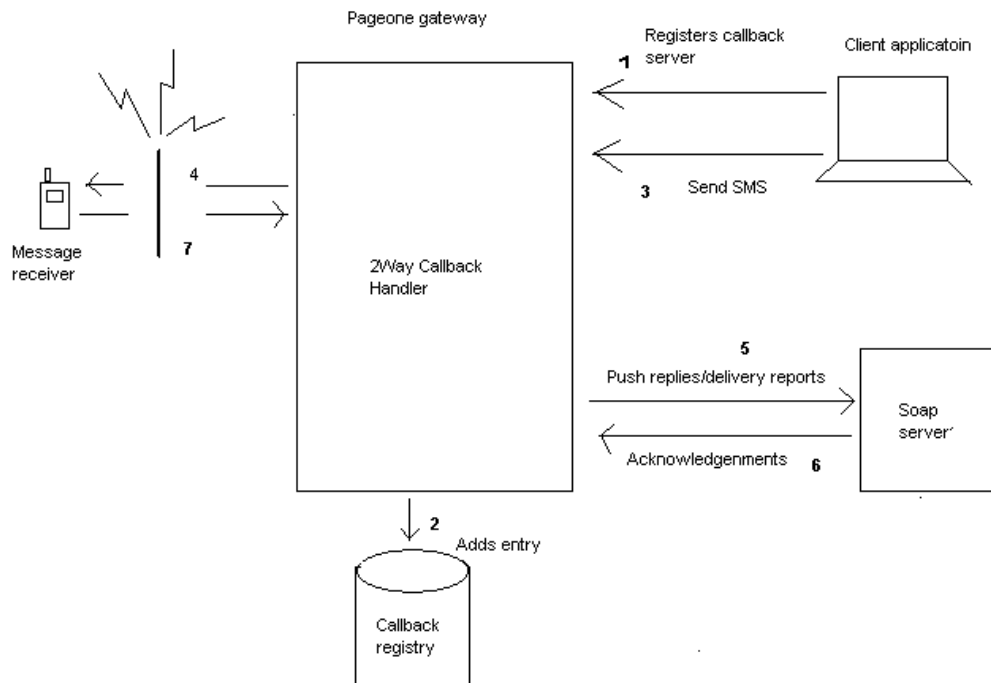 Pageone gateway
Registers callback
server
1
Client applicatoin
4
3
Send SMS
7
Message
receiver
2Way Callback
Handler
5
Push replies/delivery reports
Soap
server
Acknowledgenments
6
2
Adds entry
Callback
registry